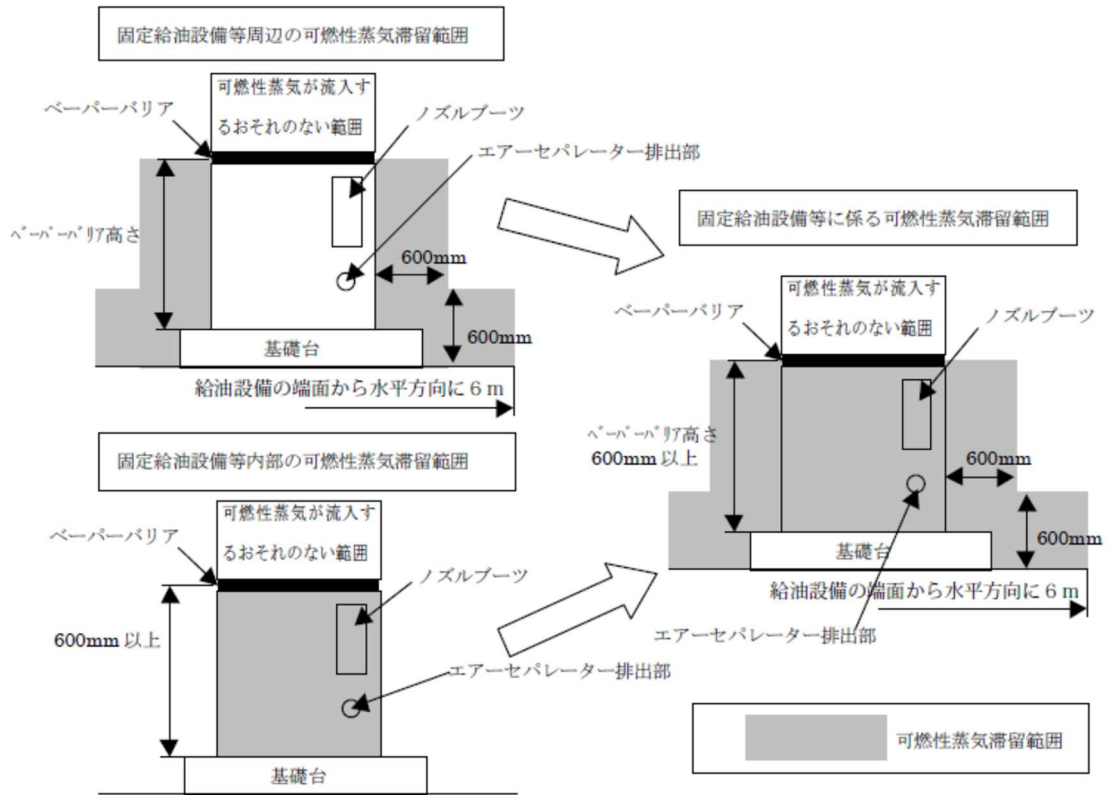 固定給油設備等周辺の可燃性蒸気滞留範囲
可燃性蒸気が流入す
るおそれのない範囲
ベーパーバリア
ノズルブーツ
エアーセパレーター排出部
ﾍﾞｰﾊﾟｰﾊﾞﾘｱ高さ
600mm
600mm
基礎台
給油設備の端面から水平方向に６ｍ
固定給油設備等内部の可燃性蒸気滞留範囲
可燃性蒸気が流入す
るおそれのない範囲
ベーパーバリア
ノズルブーツ
600mm 以上
エアーセパレーター排出部
基礎台
固定給油設備等に係る可燃性蒸気滞留範囲
可燃性蒸気が流入す
るおそれのない範囲
ベーパーバリア
ノズルブーツ
ﾍﾞｰﾊﾟｰﾊﾞﾘｱ高さ
600mm 以上
600mm
600mm
基礎台
給油設備の端面から水平方向に６ｍ
エアーセパレーター排出部
可燃性蒸気滞留範囲